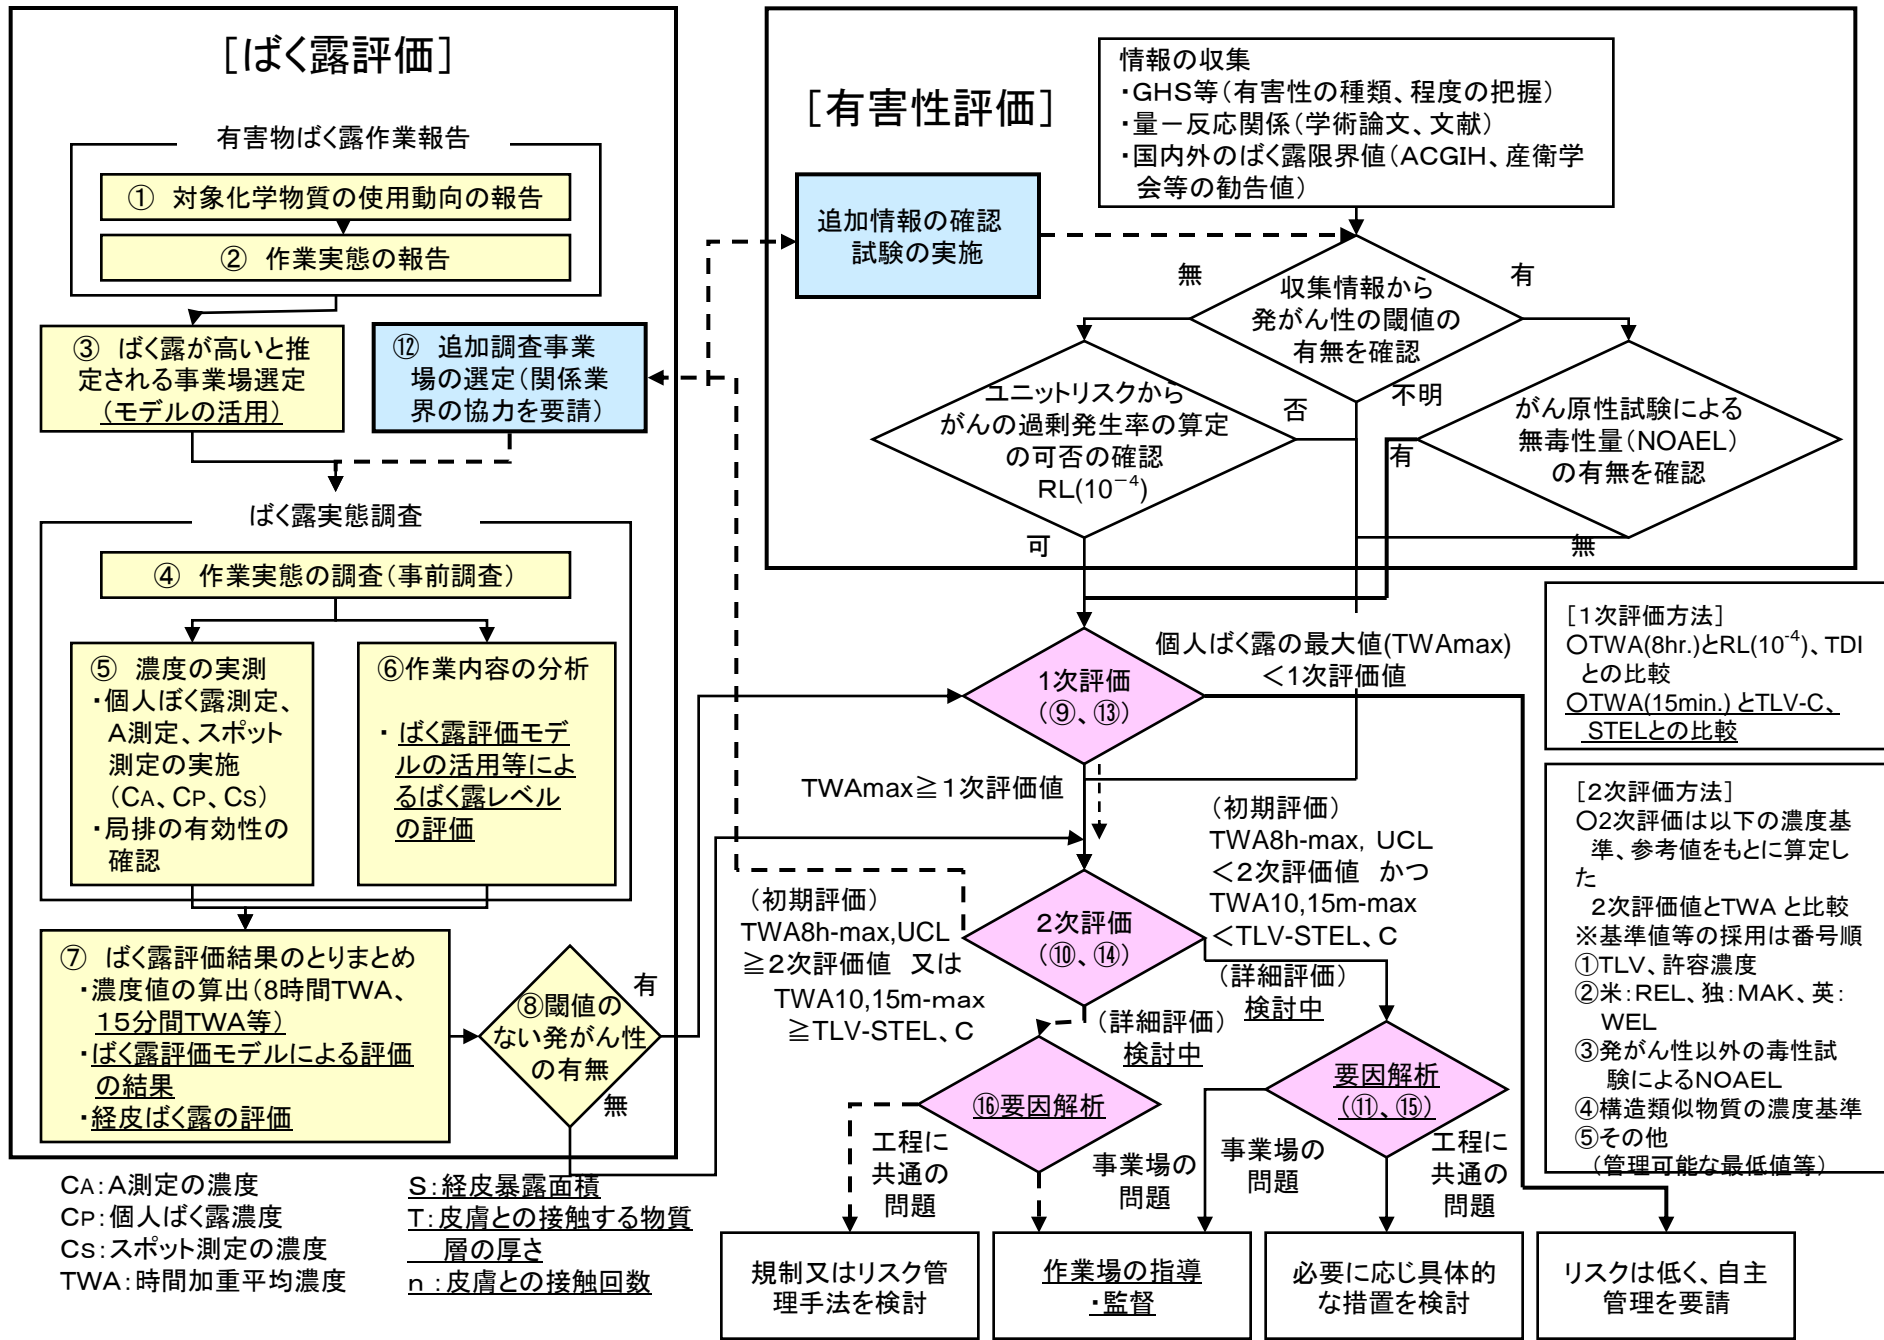 ［ばく露評価］
有害物ばく露作業報告
① 対象化学物質の使用動向の報告
② 作業実態の報告
③ ばく露が高いと推
定される事業場選定
（モデルの活用）
⑫ 追加調査事業
場の選定（関係業
界の協力を要請）
ばく露実態調査
④ 作業実態の調査（事前調査）
⑤ 濃度の実測
・個人ぼく露測定、
A測定、スポット
測定の実施
（CA、CP、CS）
・局排の有効性の
確認
⑥作業内容の分析
・ばく露評価モデ
ルの活用等によ
るばく露レベル
の評価
⑦ ばく露評価結果のとりまとめ
・濃度値の算出（8時間TWA、
15分間TWA等）
・ばく露評価モデルによる評価
の結果
・経皮ばく露の評価
⑧閾値の
ない発がん性
の有無
有
無
CA：A測定の濃度
CP：個人ばく露濃度
CS：スポット測定の濃度
TWA：時間加重平均濃度
S：経皮暴露面積
T：皮膚との接触する物質
層の厚さ
n ：皮膚との接触回数
［有害性評価］
情報の収集
・GHS等（有害性の種類、程度の把握）
・量－反応関係（学術論文、文献）
・国内外のばく露限界値（ACGIH、産衛学
会等の勧告値）
追加情報の確認
試験の実施
収集情報から
発がん性の閾値の
有無を確認
無
有
不明
ユニットリスクから
がんの過剰発生率の算定
の可否の確認
RL(10⁻⁴)
否
可
がん原性試験による
無毒性量（NOAEL）
の有無を確認
有
無
1次評価
（⑨、⑬）
個人ばく露の最大値(TWAmax)
＜1次評価値
TWAmax≧1次評価値
（初期評価）
TWA8h-max, UCL
＜2次評価値 かつ
TWA10,15m-max
＜TLV-STEL、C
（初期評価）
TWA8h-max,UCL
≧2次評価値 又は
TWA10,15m-max
≧TLV-STEL、C
2次評価
（⑩、⑭）
（詳細評価）
検討中
（詳細評価）
検討中
⑯要因解析
要因解析
（⑪、⑮）
工程に
共通の
問題
事業場の
問題
事業場の
問題
工程に
共通の
問題
規制又はリスク管
理手法を検討
作業場の指導
・監督
必要に応じ具体的
な措置を検討
リスクは低く、自主
管理を要請
［1次評価方法］
○TWA(8hr.)とRL(10⁻⁴)、TDI
との比較
○TWA(15min.)とTLV-C、
STELとの比較
［2次評価方法］
○2次評価は以下の濃度基
準、参考値をもとに算定し
た
2次評価値とTWA と比較
※基準値等の採用は番号順
①TLV、許容濃度
②米：REL、独：MAK、英：
WEL
③発がん性以外の毒性試
験によるNOAEL
④構造類似物質の濃度基準
⑤その他
（管理可能な最低値等）